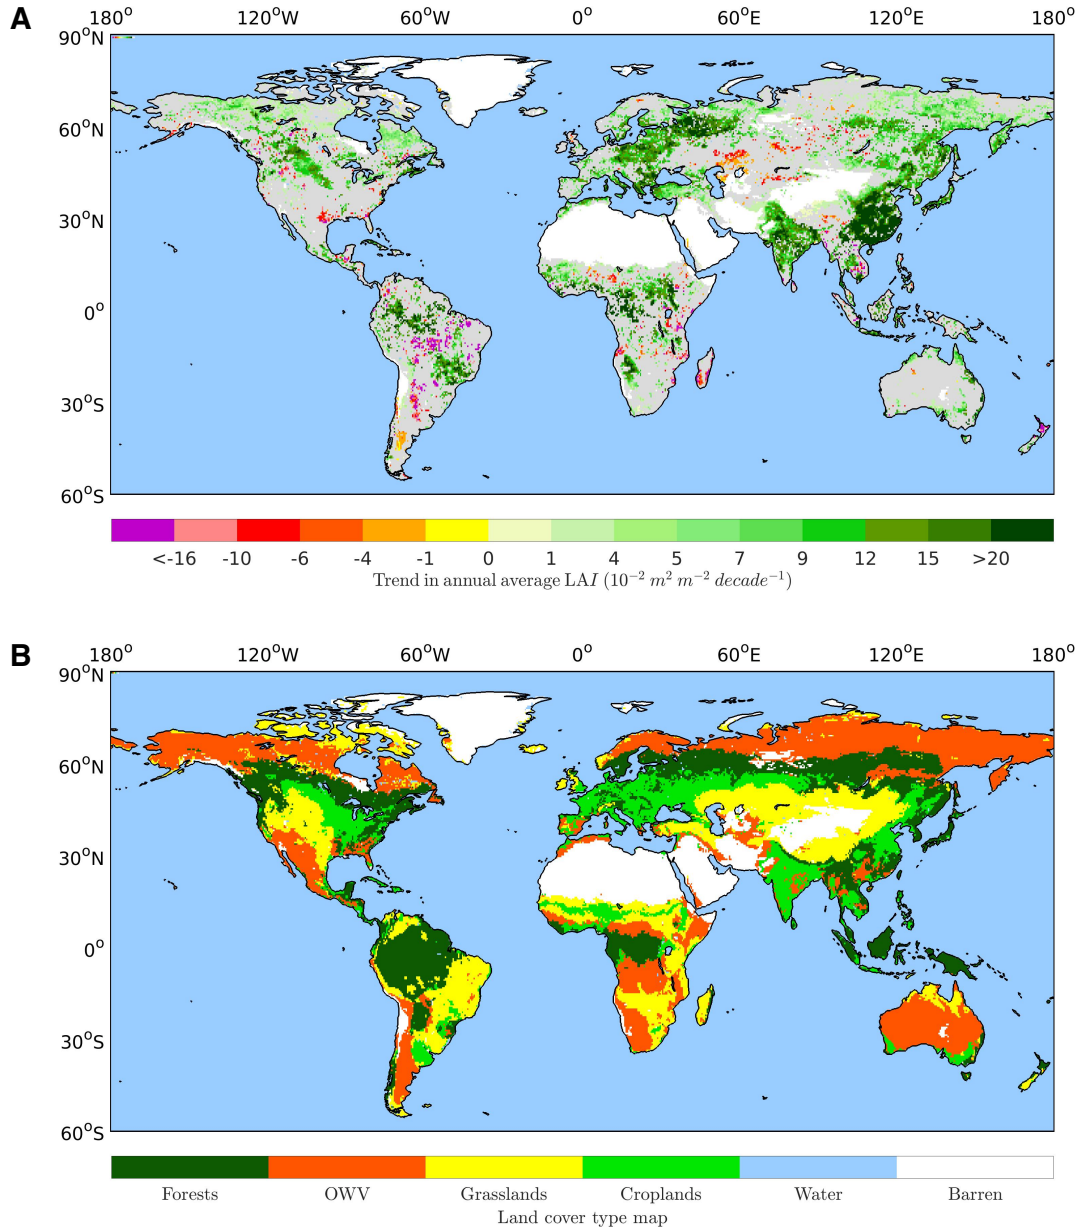 A
180° 120°W 60°W 0° 60°E 120°E 180°
90°N
60°N
30°N
0°
30°S
60°S
<-16 -10 -6 -4 -1 0 1 4 5 7 9 12 15 >20
Trend in annual average LAI (10⁻² m² m⁻² decade⁻¹)
B
180° 120°W 60°W 0° 60°E 120°E 180°
90°N
60°N
30°N
0°
30°S
60°S
Forests OWV Grasslands Croplands Water Barren
Land cover type map